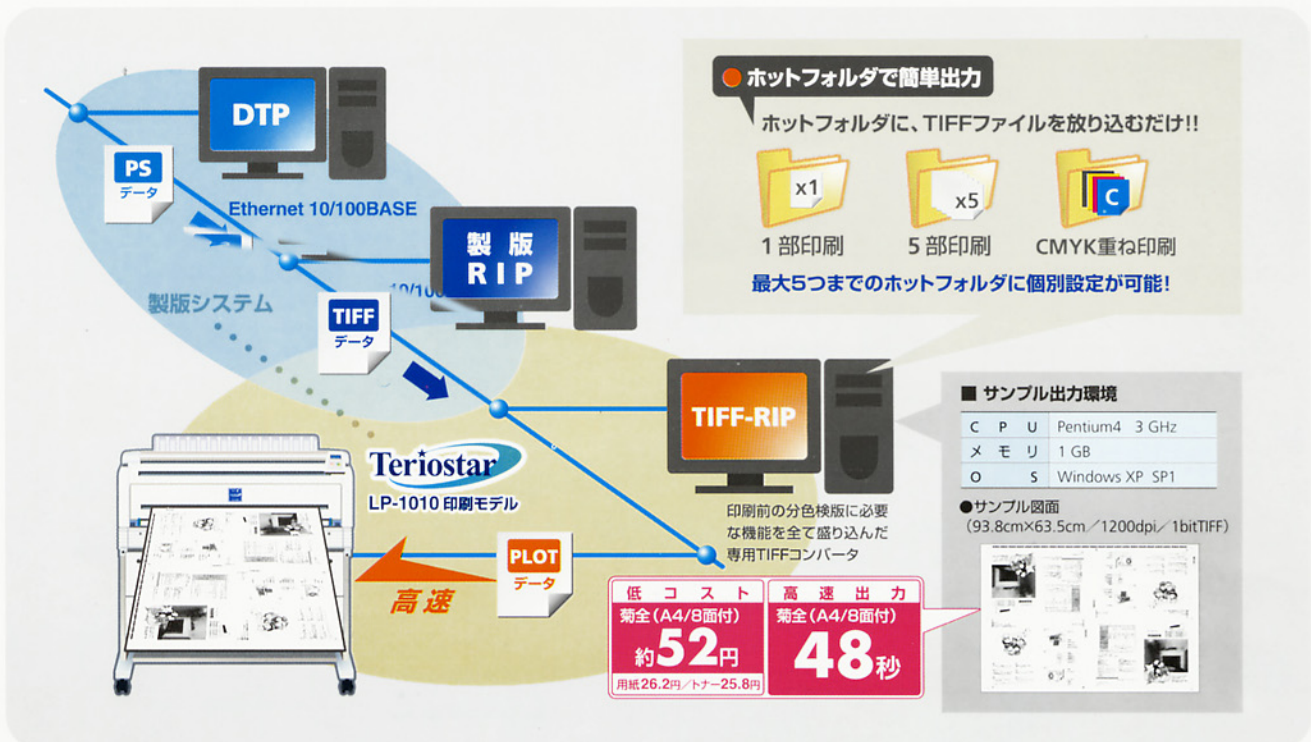 DTP
PS
データ
Ethernet 10/100BASE
製版
RIP
10/100
製版システム
TIFF
データ
TIFF-RIP
Teriostar
LP-1010 印刷モデル
印刷前の分色検版に必要
な機能を全て盛り込んだ
専用TIFFコンバータ
PLOT
データ
高速
低コスト
菊全(A4/8面付)
約52円
用紙26.2円/トナー25.8円
高速出力
菊全(A4/8面付)
48秒
●ホットフォルダで簡単出力
ホットフォルダに、TIFFファイルを放り込むだけ!!
x1
x5
C
1部印刷
5部印刷
CMYK重ね印刷
最大5つまでのホットフォルダに個別設定が可能!
■ サンプル出力環境
CPU Pentium4 3 GHz
メモリ 1 GB
OS Windows XP SP1
●サンプル図面
(93.8cm×63.5cm/1200dpi/1bitTIFF)